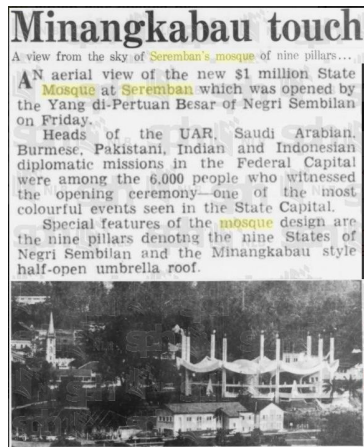 Minangkabau touch
A view from the sky of Seremban's mosque of nine pillars...
AN aerial view of the new $1 million State
Mosque at Seremban which was opened by
the Yang di-Pertuan Besar of Negri Sembilan
on Friday.
Heads of the UAR, Saudi Arabian,
Burmese, Pakistani, Indian and Indonesian
diplomatic missions in the Federal Capital
were among the 6,000 people who witnessed
the opening ceremony—one of the most
colourful events seen in the State Capital.
Special features of the mosque design are
the nine pillars denotng the nine States of
Negri Sembilan and the Minangkabau style
half-open umbrella roof.